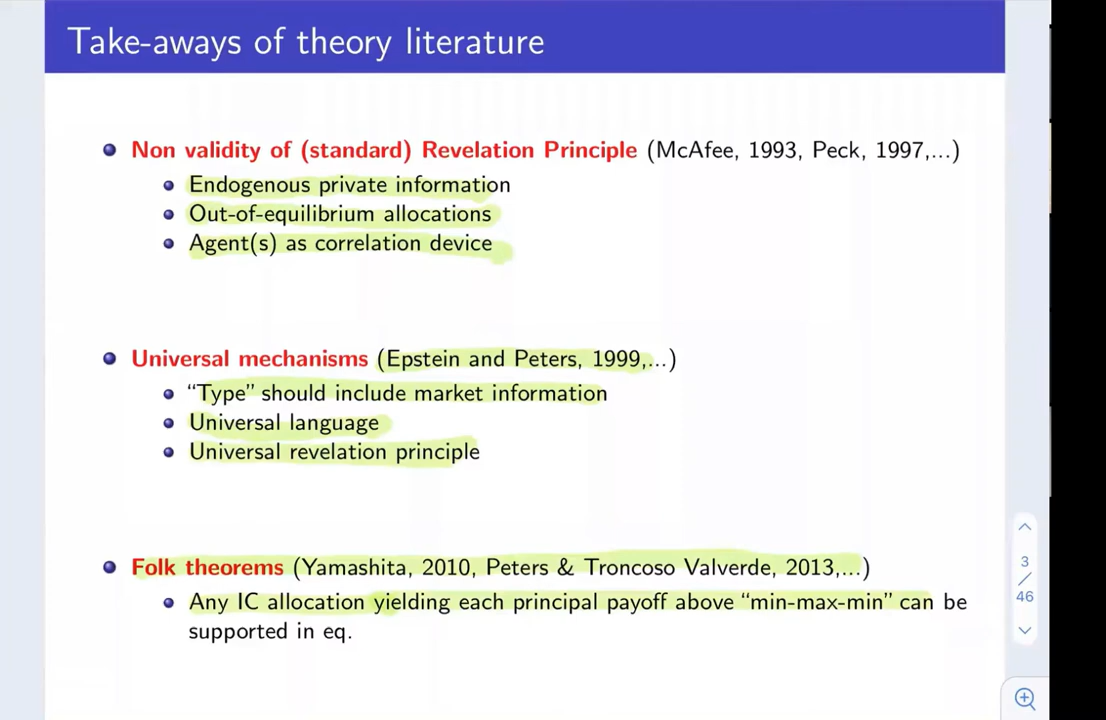 Take-aways of theory literature
Non validity of (standard) Revelation Principle (McAfee, 1993, Peck, 1997,...)
Endogenous private information
Out-of-equilibrium allocations
Agent(s) as correlation device
Universal mechanisms (Epstein and Peters, 1999,...)
“Type” should include market information
Universal language
Universal revelation principle
Folk theorems (Yamashita, 2010, Peters & Troncoso Valverde, 2013,...)
Any IC allocation yielding each principal payoff above “min-max-min” can be
supported in eq.
3
/
46